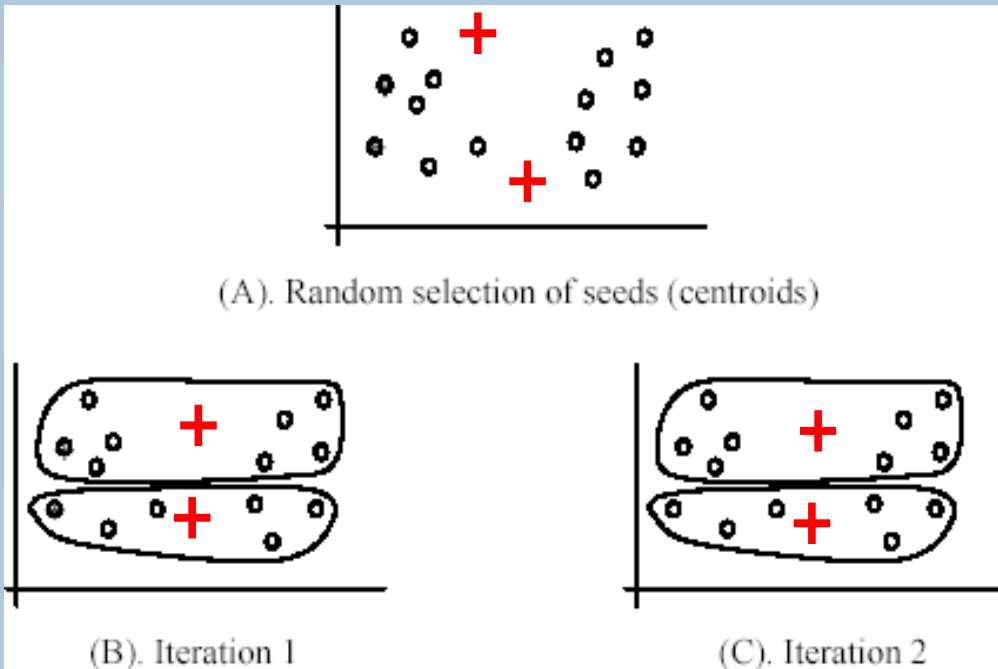 (A). Random selection of seeds (centroids)
(B). Iteration 1
(C). Iteration 2